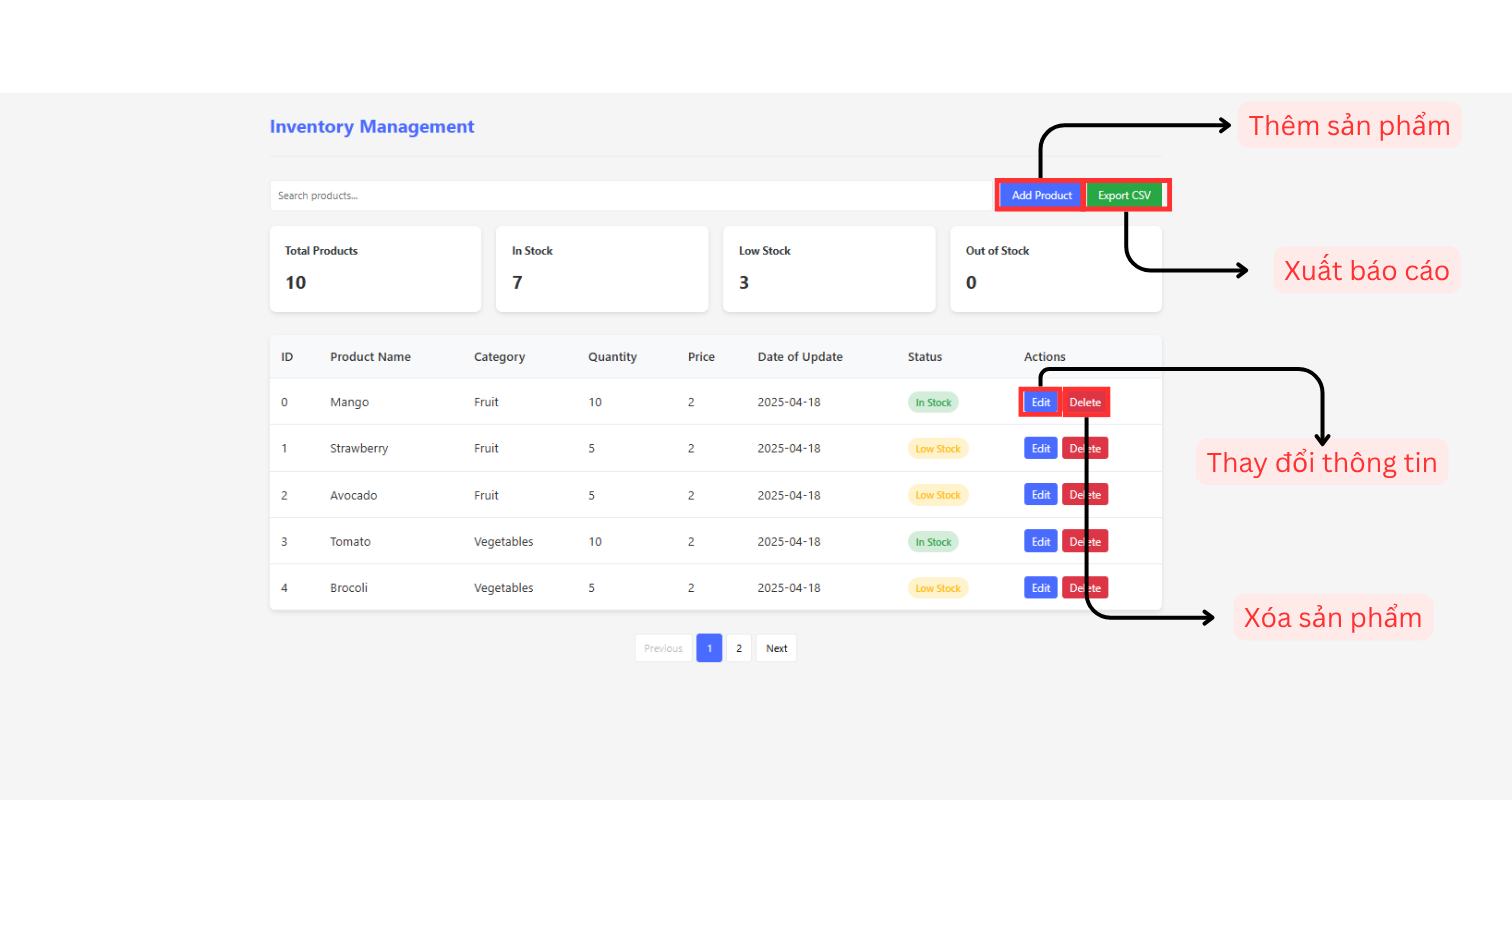 Inventory Management
Thêm sản phẩm
Search products...
Add Product
Export CSV
Total Products
10
In Stock
7
Low Stock
3
Out of Stock
0
Xuất báo cáo
ID Product Name Category Quantity Price Date of Update Status Actions
0 Mango Fruit 10 2 2025-04-18 In Stock Edit Delete
1 Strawberry Fruit 5 2 2025-04-18 Low Stock Edit Delete
Thay đổi thông tin
2 Avocado Fruit 5 2 2025-04-18 Low Stock Edit Delete
3 Tomato Vegetables 10 2 2025-04-18 In Stock Edit Delete
4 Brocoli Vegetables 5 2 2025-04-18 Low Stock Edit Delete
Xóa sản phẩm
Previous 1 2 Next